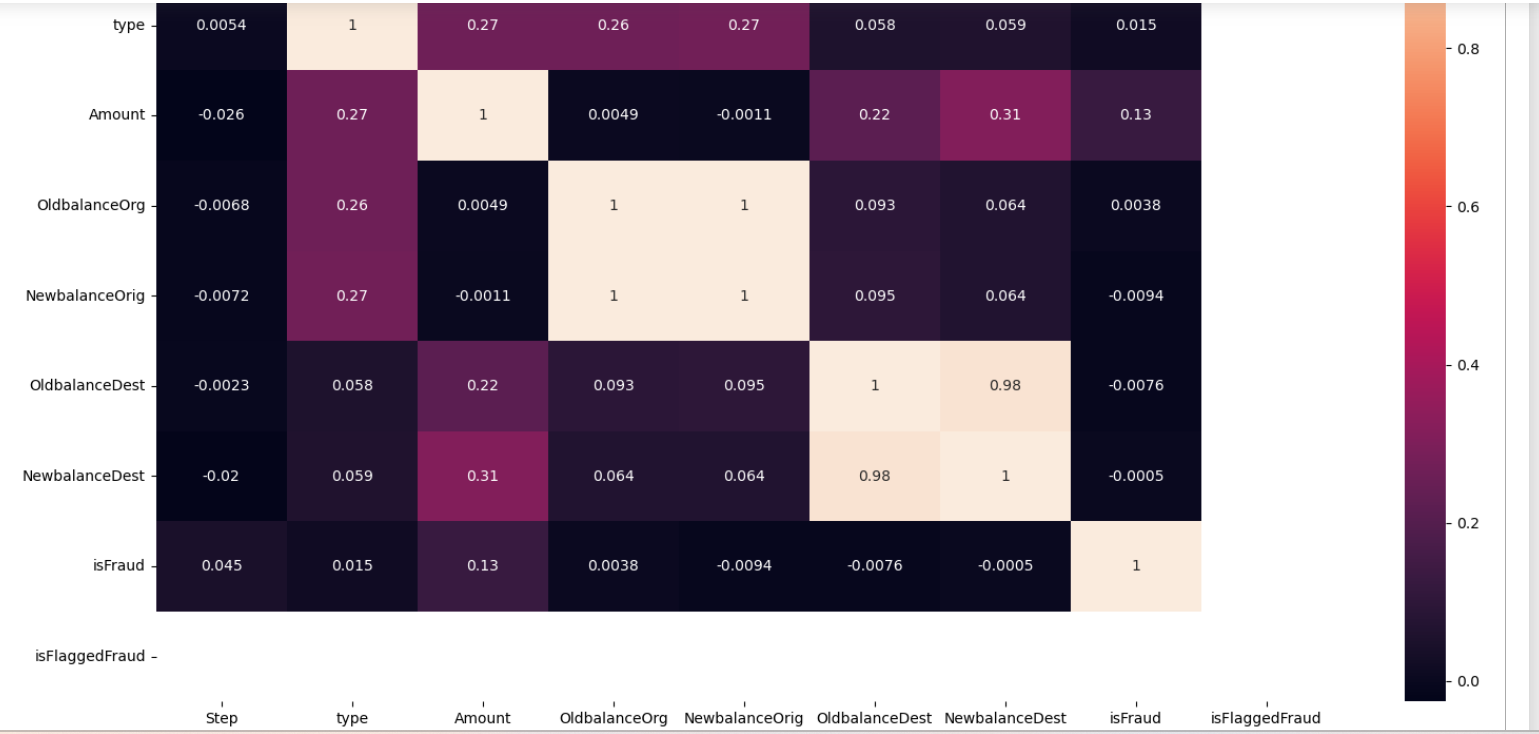 type 0.0054 1 0.27 0.26 0.27 0.058 0.059 0.015
0.8
Amount -0.026 0.27 1 0.0049 -0.0011 0.22 0.31 0.13
OldbalanceOrg -0.0068 0.26 0.0049 1 1 0.093 0.064 0.0038
0.6
NewbalanceOrig -0.0072 0.27 -0.0011 1 1 0.095 0.064 -0.0094
0.4
OldbalanceDest -0.0023 0.058 0.22 0.093 0.095 1 0.98 -0.0076
NewbalanceDest -0.02 0.059 0.31 0.064 0.064 0.98 1 -0.0005
0.2
isFraud 0.045 0.015 0.13 0.0038 -0.0094 -0.0076 -0.0005 1
isFlaggedFraud
0.0
Step type Amount OldbalanceOrg NewbalanceOrig OldbalanceDest NewbalanceDest isFraud isFlaggedFraud